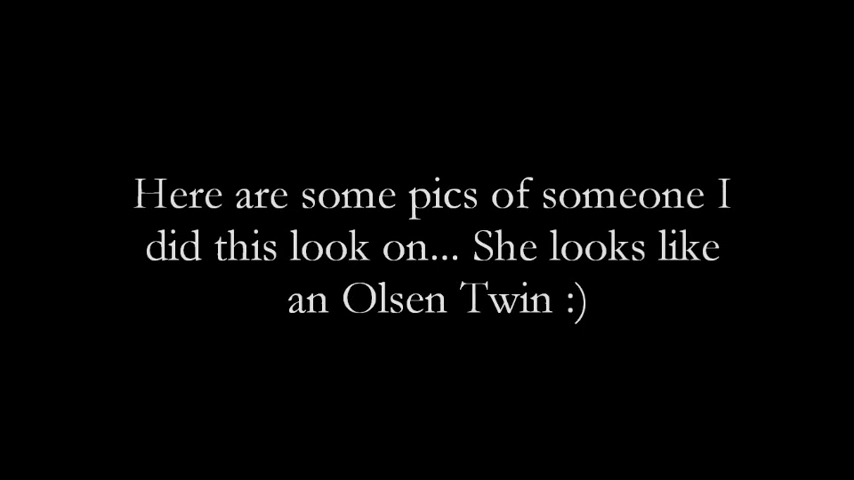 Here are some pics of someone I
did this look on... She looks like
an Olsen Twin :)